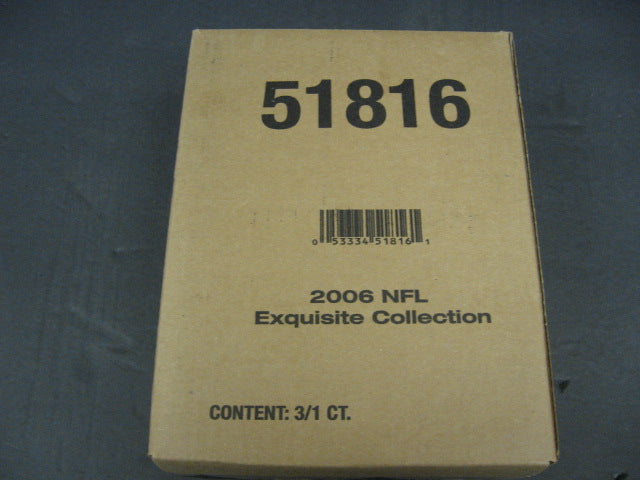 51816
0 53334 51816 1
2006 NFL
Exquisite Collection
CONTENT: 3/1 CT.